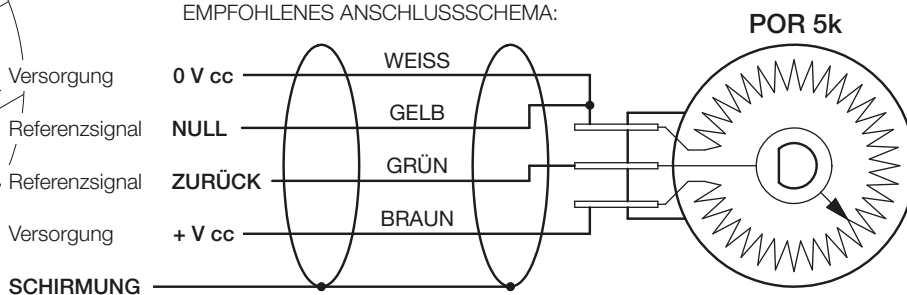 EMPFOHLENES ANSCHLUSSSCHEMA:
POR 5k
Versorgung 0 V cc WEISS
Referenzsignal NULL GELB
Referenzsignal ZURÜCK GRÜN
Versorgung + V cc BRAUN
SCHIRMUNG